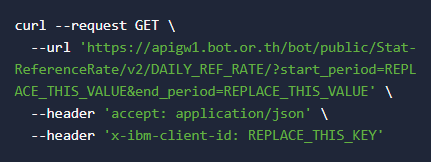 curl --request GET \
--url 'https://apigw1.bot.or.th/bot/public/Stat-
ReferenceRate/v2/DAILY_REF_RATE/?start_period=REPL
ACE_THIS_VALUE&end_period=REPLACE_THIS_VALUE' \
--header 'accept: application/json' \
--header 'x-ibm-client-id: REPLACE_THIS_KEY'